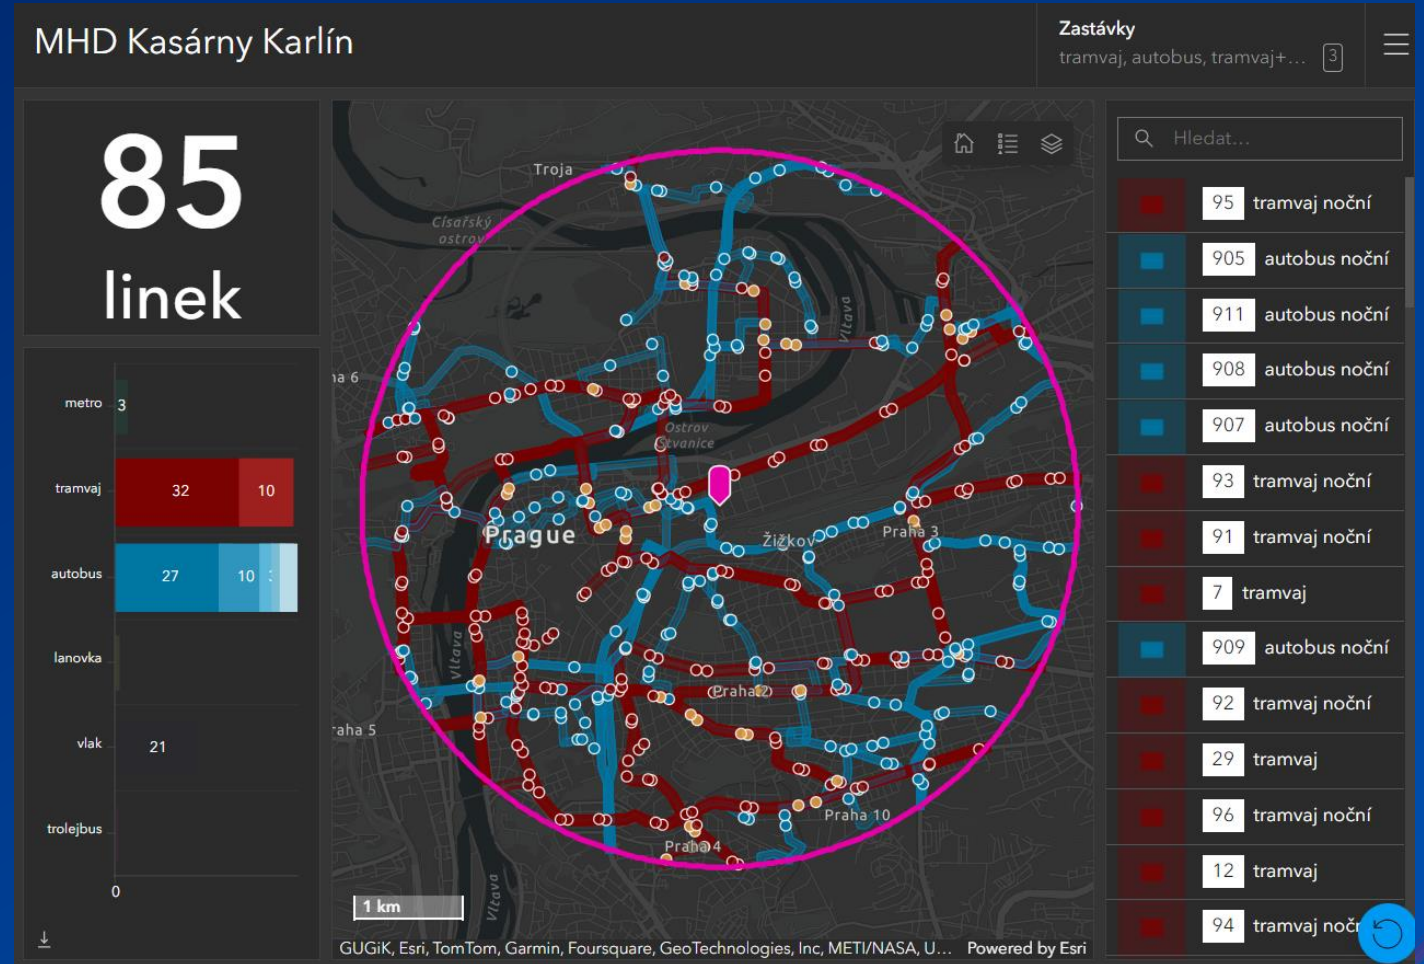 MHD Kasárny Karlín
Zastávky
tramvaj, autobus, tramvaj+... 3
85
linek
metro 3
tramvaj 32 10
autobus 27 10
lanovka
vlak 21
trolejbus
0
Troja
Císařský
ostrov
Vltava
Ostrov
Štvanice
Prague
Žižkov
Praha 3
Vltava
Praha 2
raha 5
Praha 10
Praha 4
Vltava
1 km
GUGiK, Esri, TomTom, Garmin, Foursquare, GeoTechnologies, Inc, METI/NASA, U... Powered by Esri
Hledat...
95 tramvaj noční
905 autobus noční
911 autobus noční
908 autobus noční
907 autobus noční
93 tramvaj noční
91 tramvaj noční
7 tramvaj
909 autobus noční
92 tramvaj noční
29 tramvaj
96 tramvaj noční
12 tramvaj
94 tramvaj noč